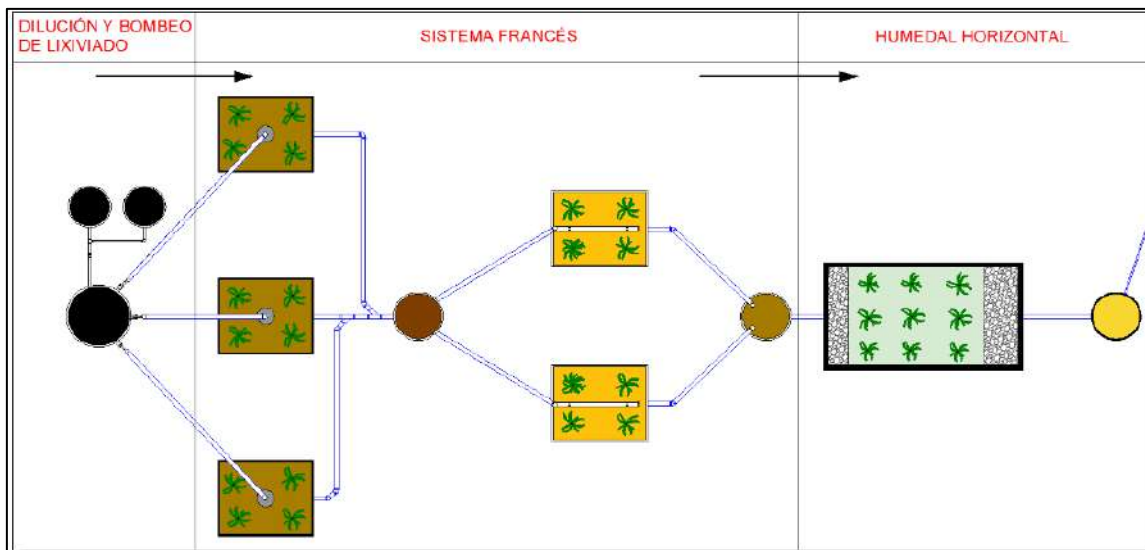 DILUCIÓN Y BOMBEO
DE LIXIVIADO
SISTEMA FRANCÉS
HUMEDAL HORIZONTAL